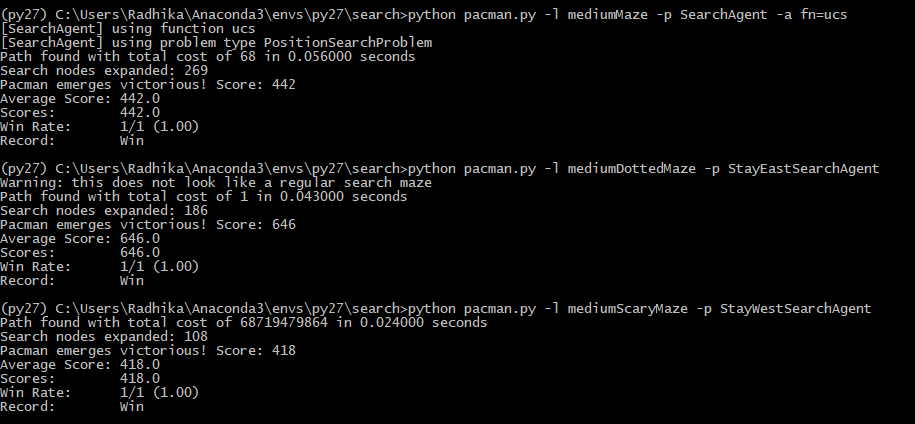 (py27) C:\Users\Radhika\Anaconda3\envs\py27\search>python pacman.py -l mediumMaze -p SearchAgent -a fn=ucs
[SearchAgent] using function ucs
[SearchAgent] using problem type PositionSearchProblem
Path found with total cost of 68 in 0.056000 seconds
Search nodes expanded: 269
Pacman emerges victorious! Score: 442
Average Score: 442.0
Scores:        442.0
Win Rate:      1/1 (1.00)
Record:        Win
(py27) C:\Users\Radhika\Anaconda3\envs\py27\search>python pacman.py -l mediumDottedMaze -p StayEastSearchAgent
Warning: this does not look like a regular search maze
Path found with total cost of 1 in 0.043000 seconds
Search nodes expanded: 186
Pacman emerges victorious! Score: 646
Average Score: 646.0
Scores:        646.0
Win Rate:      1/1 (1.00)
Record:        Win
(py27) C:\Users\Radhika\Anaconda3\envs\py27\search>python pacman.py -l mediumScaryMaze -p StayWestSearchAgent
Path found with total cost of 68719479864 in 0.024000 seconds
Search nodes expanded: 108
Pacman emerges victorious! Score: 418
Average Score: 418.0
Scores:        418.0
Win Rate:      1/1 (1.00)
Record:        Win